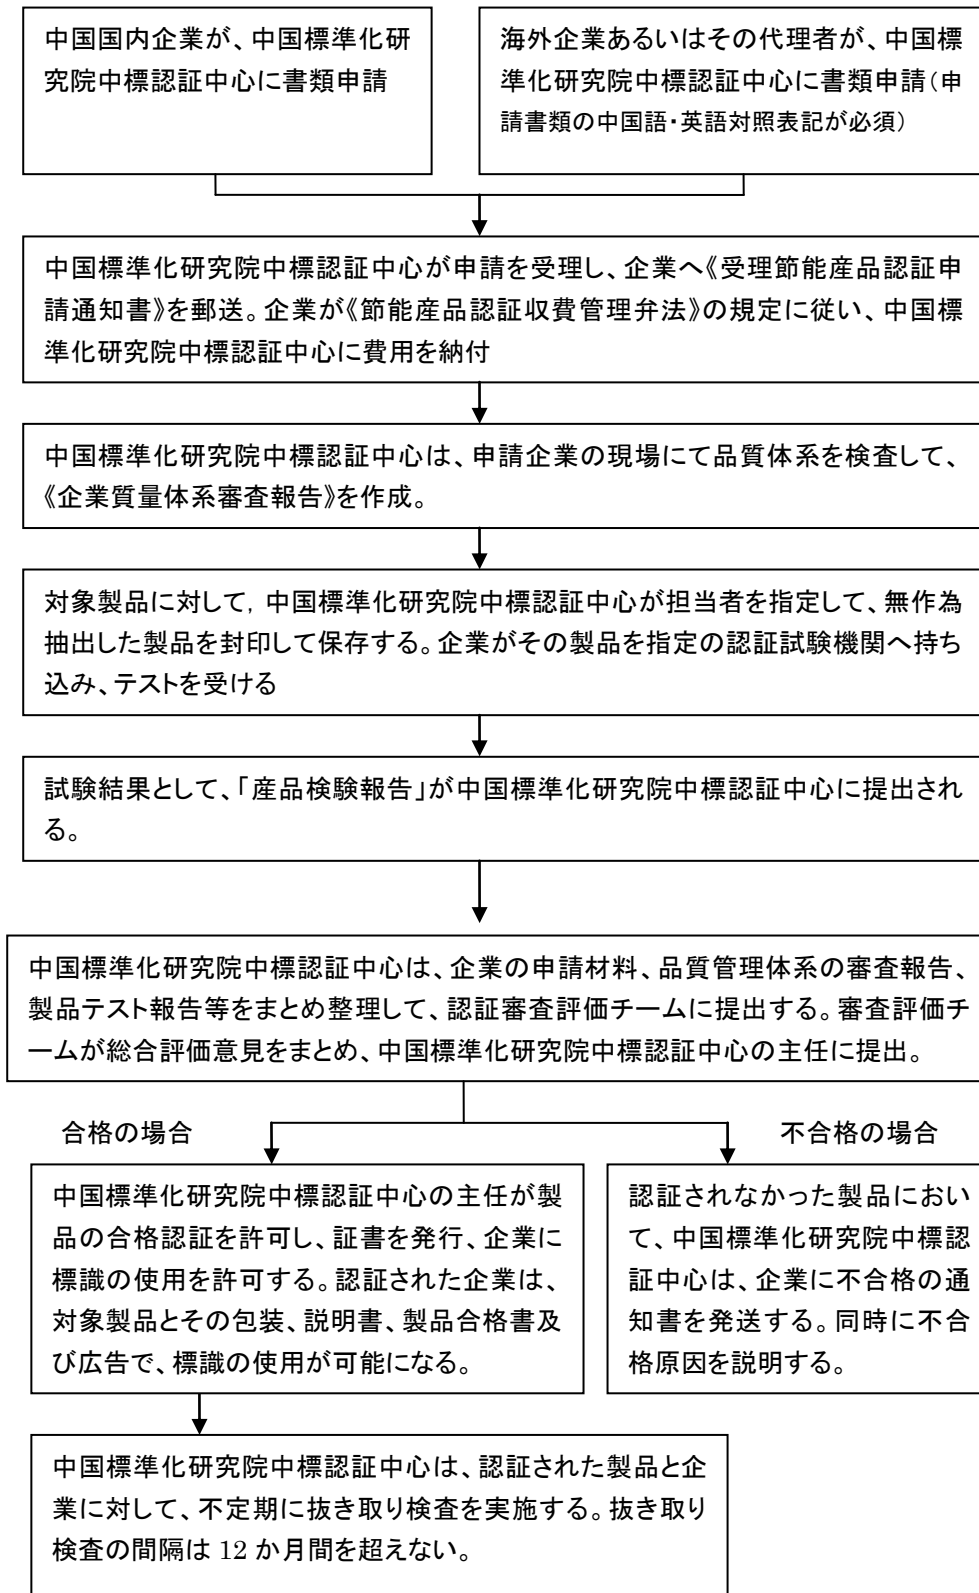 中国国内企業が、中国標準化研
究院中標認証中心に書類申請
海外企業あるいはその代理者が、中国標
準化研究院中標認証中心に書類申請(申
請書類の中国語・英語対照表記が必須)
中国標準化研究院中標認証中心が申請を受理し、企業へ《受理節能産品認証申
請通知書》を郵送。企業が《節能産品認証収費管理弁法》の規定に従い、中国標
準化研究院中標認証中心に費用を納付
中国標準化研究院中標認証中心は、申請企業の現場にて品質体系を検査して、
《企業質量体系審査報告》を作成。
対象製品に対して, 中国標準化研究院中標認証中心が担当者を指定して、無作為
抽出した製品を封印して保存する。企業がその製品を指定の認証試験機関へ持ち
込み、テストを受ける
試験結果として、「産品検験報告」が中国標準化研究院中標認証中心に提出され
る。
中国標準化研究院中標認証中心は、企業の申請材料、品質管理体系の審査報告、
製品テスト報告等をまとめ整理して、認証審査評価チームに提出する。審査評価チ
ームが総合評価意見をまとめ、中国標準化研究院中標認証中心の主任に提出。
合格の場合
不合格の場合
中国標準化研究院中標認証中心の主任が製
品の合格認証を許可し、証書を発行、企業に
標識の使用を許可する。認証された企業は、
対象製品とその包装、説明書、製品合格書及
び広告で、標識の使用が可能になる。
認証されなかった製品におい
て、中国標準化研究院中標認
証中心は、企業に不合格の通
知書を発送する。同時に不合
格原因を説明する。
中国標準化研究院中標認証中心は、認証された製品と企
業に対して、不定期に抜き取り検査を実施する。抜き取り
検査の間隔は 12 か月間を超えない。